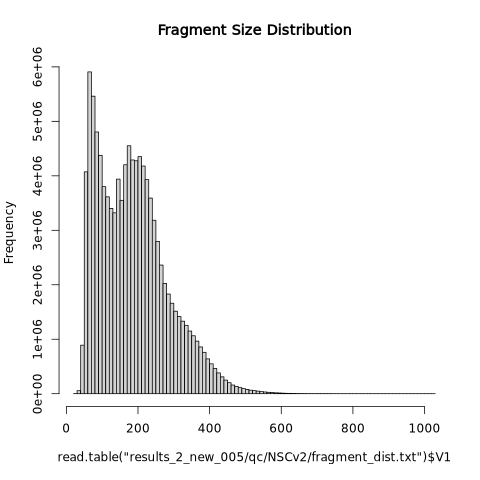 Fragment Size Distribution
Frequency
6e+06
5e+06
4e+06
3e+06
2e+06
1e+06
0e+00
0 200 400 600 800 1000
read.table("results_2_new_005/qc/NSCv2/fragment_dist.txt")$V1